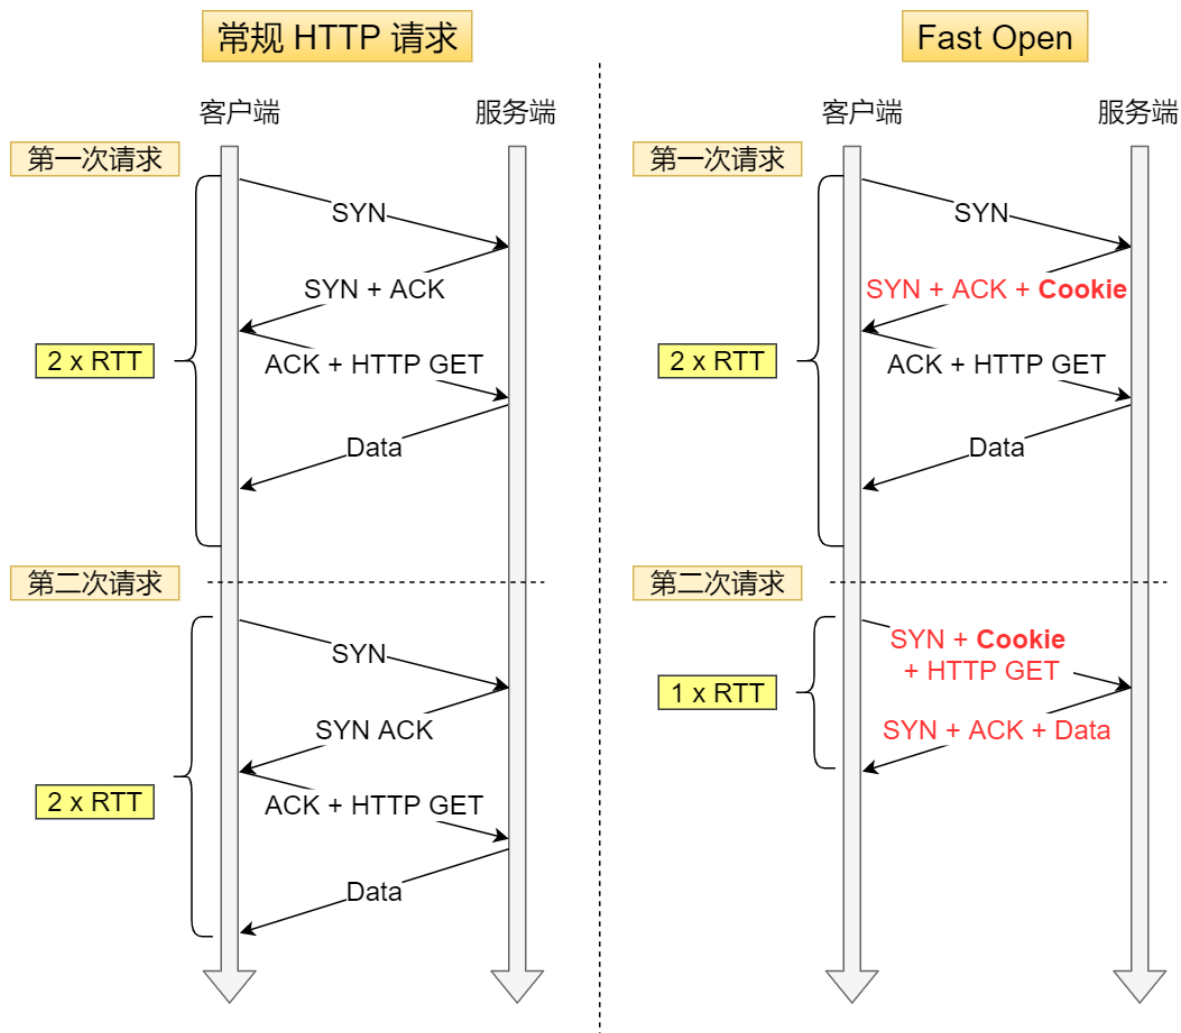 常规 HTTP 请求
客户端
服务端
第一次请求
SYN
SYN + ACK
2 x RTT
ACK + HTTP GET
Data
第二次请求
SYN
SYN ACK
2 x RTT
ACK + HTTP GET
Data
Fast Open
客户端
服务端
第一次请求
SYN
SYN + ACK + Cookie
2 x RTT
ACK + HTTP GET
Data
第二次请求
SYN + Cookie
+ HTTP GET
1 x RTT
SYN + ACK + Data